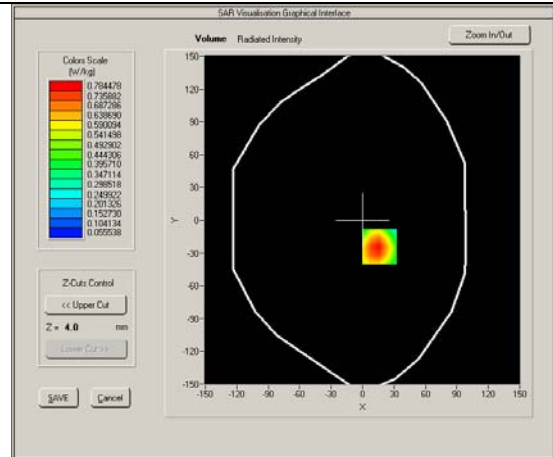 SAR Visualisation Graphical Interface
Volume Radiated Intensity
Zoom In/Out
Colors Scale
(W/kg)
0.784478
0.735882
0.687286
0.638690
0.590094
0.541498
0.492902
0.444306
0.395710
0.347114
0.298518
0.249922
0.201326
0.152730
0.104134
0.055538
Z-Cuts Control
<< Upper Cut
Z = 4.0 mm
SAVE
Cancel
150
120
90
60
30
0
-30
-60
-90
-120
-150
Y
-150 -120 -90 -60 -30 0 30 60 90 120 150
X